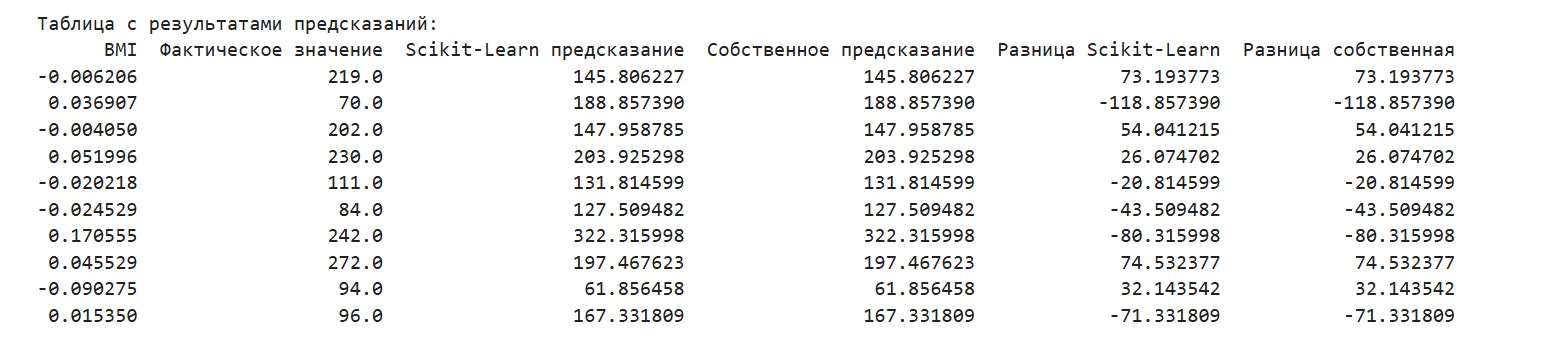 Таблица с результатами предсказаний:
BMI Фактическое значение Scikit-Learn предсказание Собственное предсказание Разница Scikit-Learn Разница собственная
-0.006206 219.0 145.806227 145.806227 73.193773 73.193773
0.036907 70.0 188.857390 188.857390 -118.857390 -118.857390
-0.004050 202.0 147.958785 147.958785 54.041215 54.041215
0.051996 230.0 203.925298 203.925298 26.074702 26.074702
-0.020218 111.0 131.814599 131.814599 -20.814599 -20.814599
-0.024529 84.0 127.509482 127.509482 -43.509482 -43.509482
0.170555 242.0 322.315998 322.315998 -80.315998 -80.315998
0.045529 272.0 197.467623 197.467623 74.532377 74.532377
-0.090275 94.0 61.856458 61.856458 32.143542 32.143542
0.015350 96.0 167.331809 167.331809 -71.331809 -71.331809